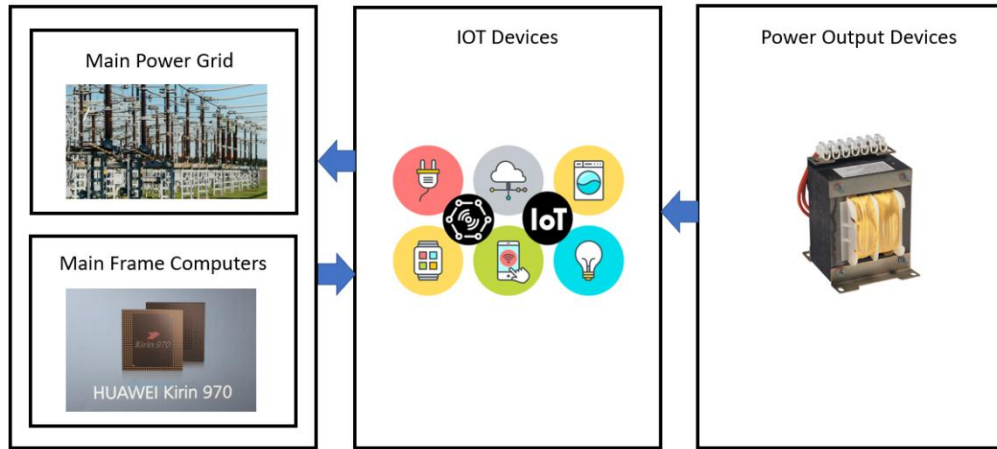 Main Power Grid
Main Frame Computers
Kirin 970
HUAWEI Kirin 970
IOT Devices
IoT
Power Output Devices